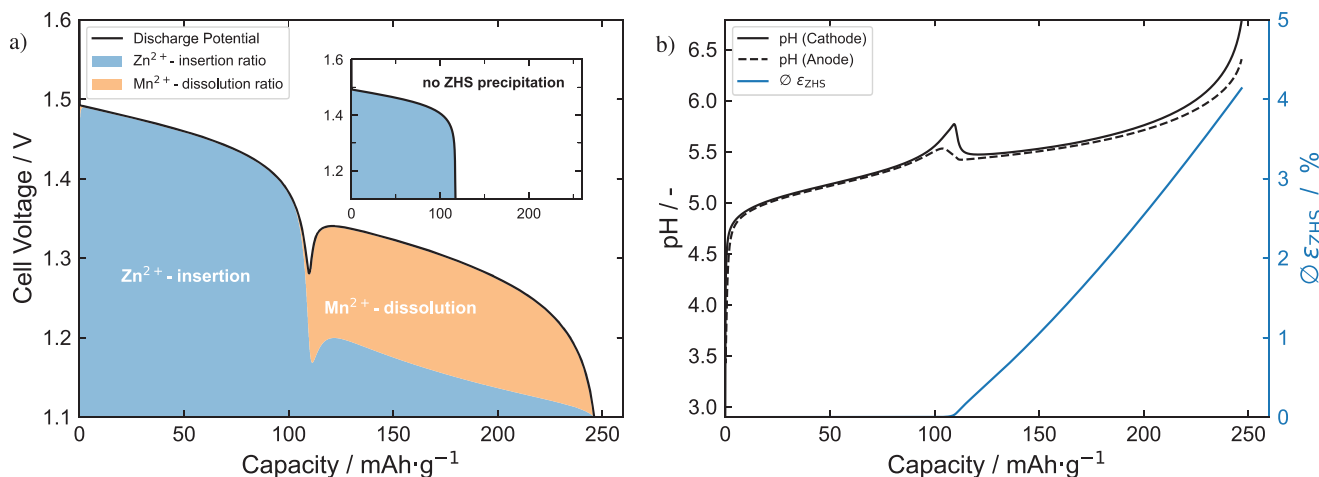 a)
Discharge Potential
Zn²⁺- insertion ratio
Mn²⁺- dissolution ratio
no ZHS precipitation
1.6
1.4
1.2
0
100
200
Zn²⁺- insertion
Mn²⁺- dissolution
Cell Voltage / V
1.6
1.5
1.4
1.3
1.2
1.1
0
50
100
150
200
250
Capacity / mAh·g⁻¹
b)
pH (Cathode)
pH (Anode)
∅ ε_ZHS
pH / -
6.5
6.0
5.5
5.0
4.5
4.0
3.5
3.0
0
50
100
150
200
250
Capacity / mAh·g⁻¹
5
4
3
2
1
0
∅ ε_ZHS / %